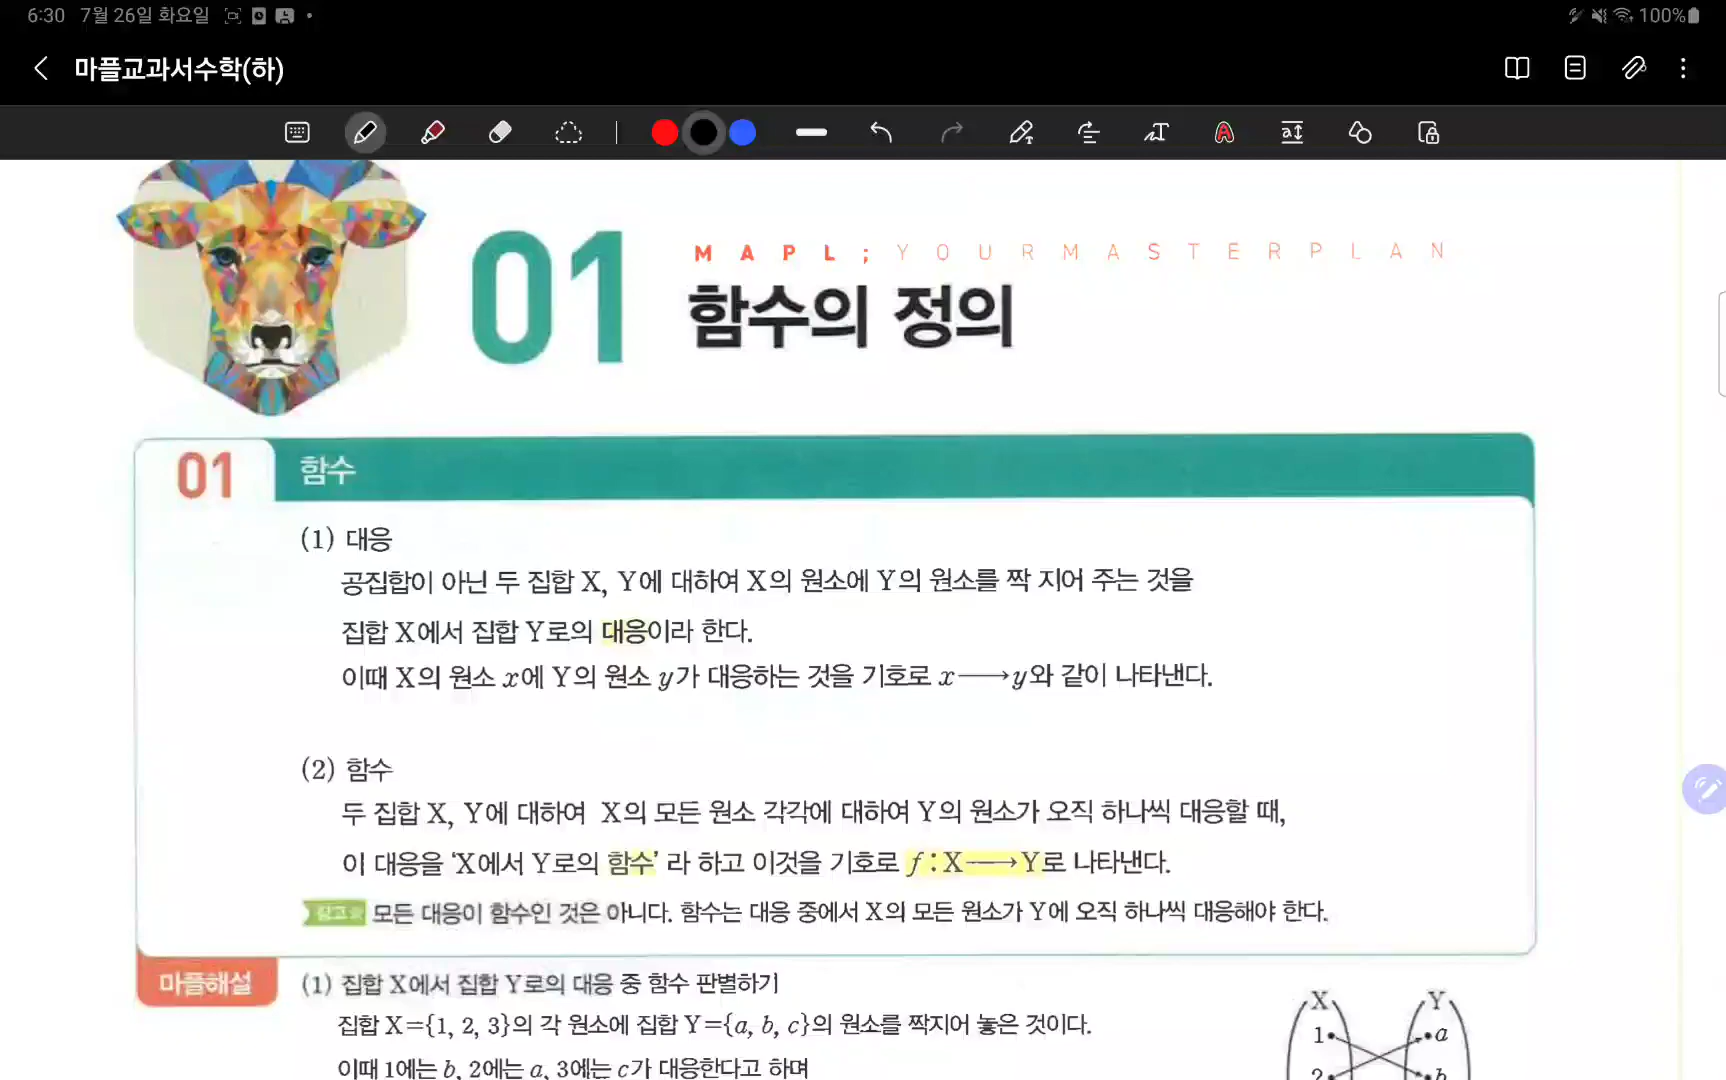 6:30 7월 26일 화요일
100%
마플교과서수학(하)
01
MAPL; YOURMASTERPLAN
함수의 정의
01 함수
(1) 대응
공집합이 아닌 두 집합 X, Y에 대하여 X의 원소에 Y의 원소를 짝 지어 주는 것을
집합 X에서 집합 Y로의 대응이라 한다.
이때 X의 원소 x에 Y의 원소 y가 대응하는 것을 기호로 x⟶y와 같이 나타낸다.
(2) 함수
두 집합 X, Y에 대하여 X의 모든 원소 각각에 대하여 Y의 원소가 오직 하나씩 대응할 때,
이 대응을 ‘X에서 Y로의 함수’ 라 하고 이것을 기호로 f : X⟶Y로 나타낸다.
참고 모든 대응이 함수인 것은 아니다. 함수는 대응 중에서 X의 모든 원소가 Y에 오직 하나씩 대응해야 한다.
마플해설 (1) 집합 X에서 집합 Y로의 대응 중 함수 판별하기
집합 X={1, 2, 3}의 각 원소에 집합 Y={a, b, c}의 원소를 짝지어 놓은 것이다.
이때 1에는 b, 2에는 a, 3에는 c가 대응한다고 하며
X Y
1 a
2 b